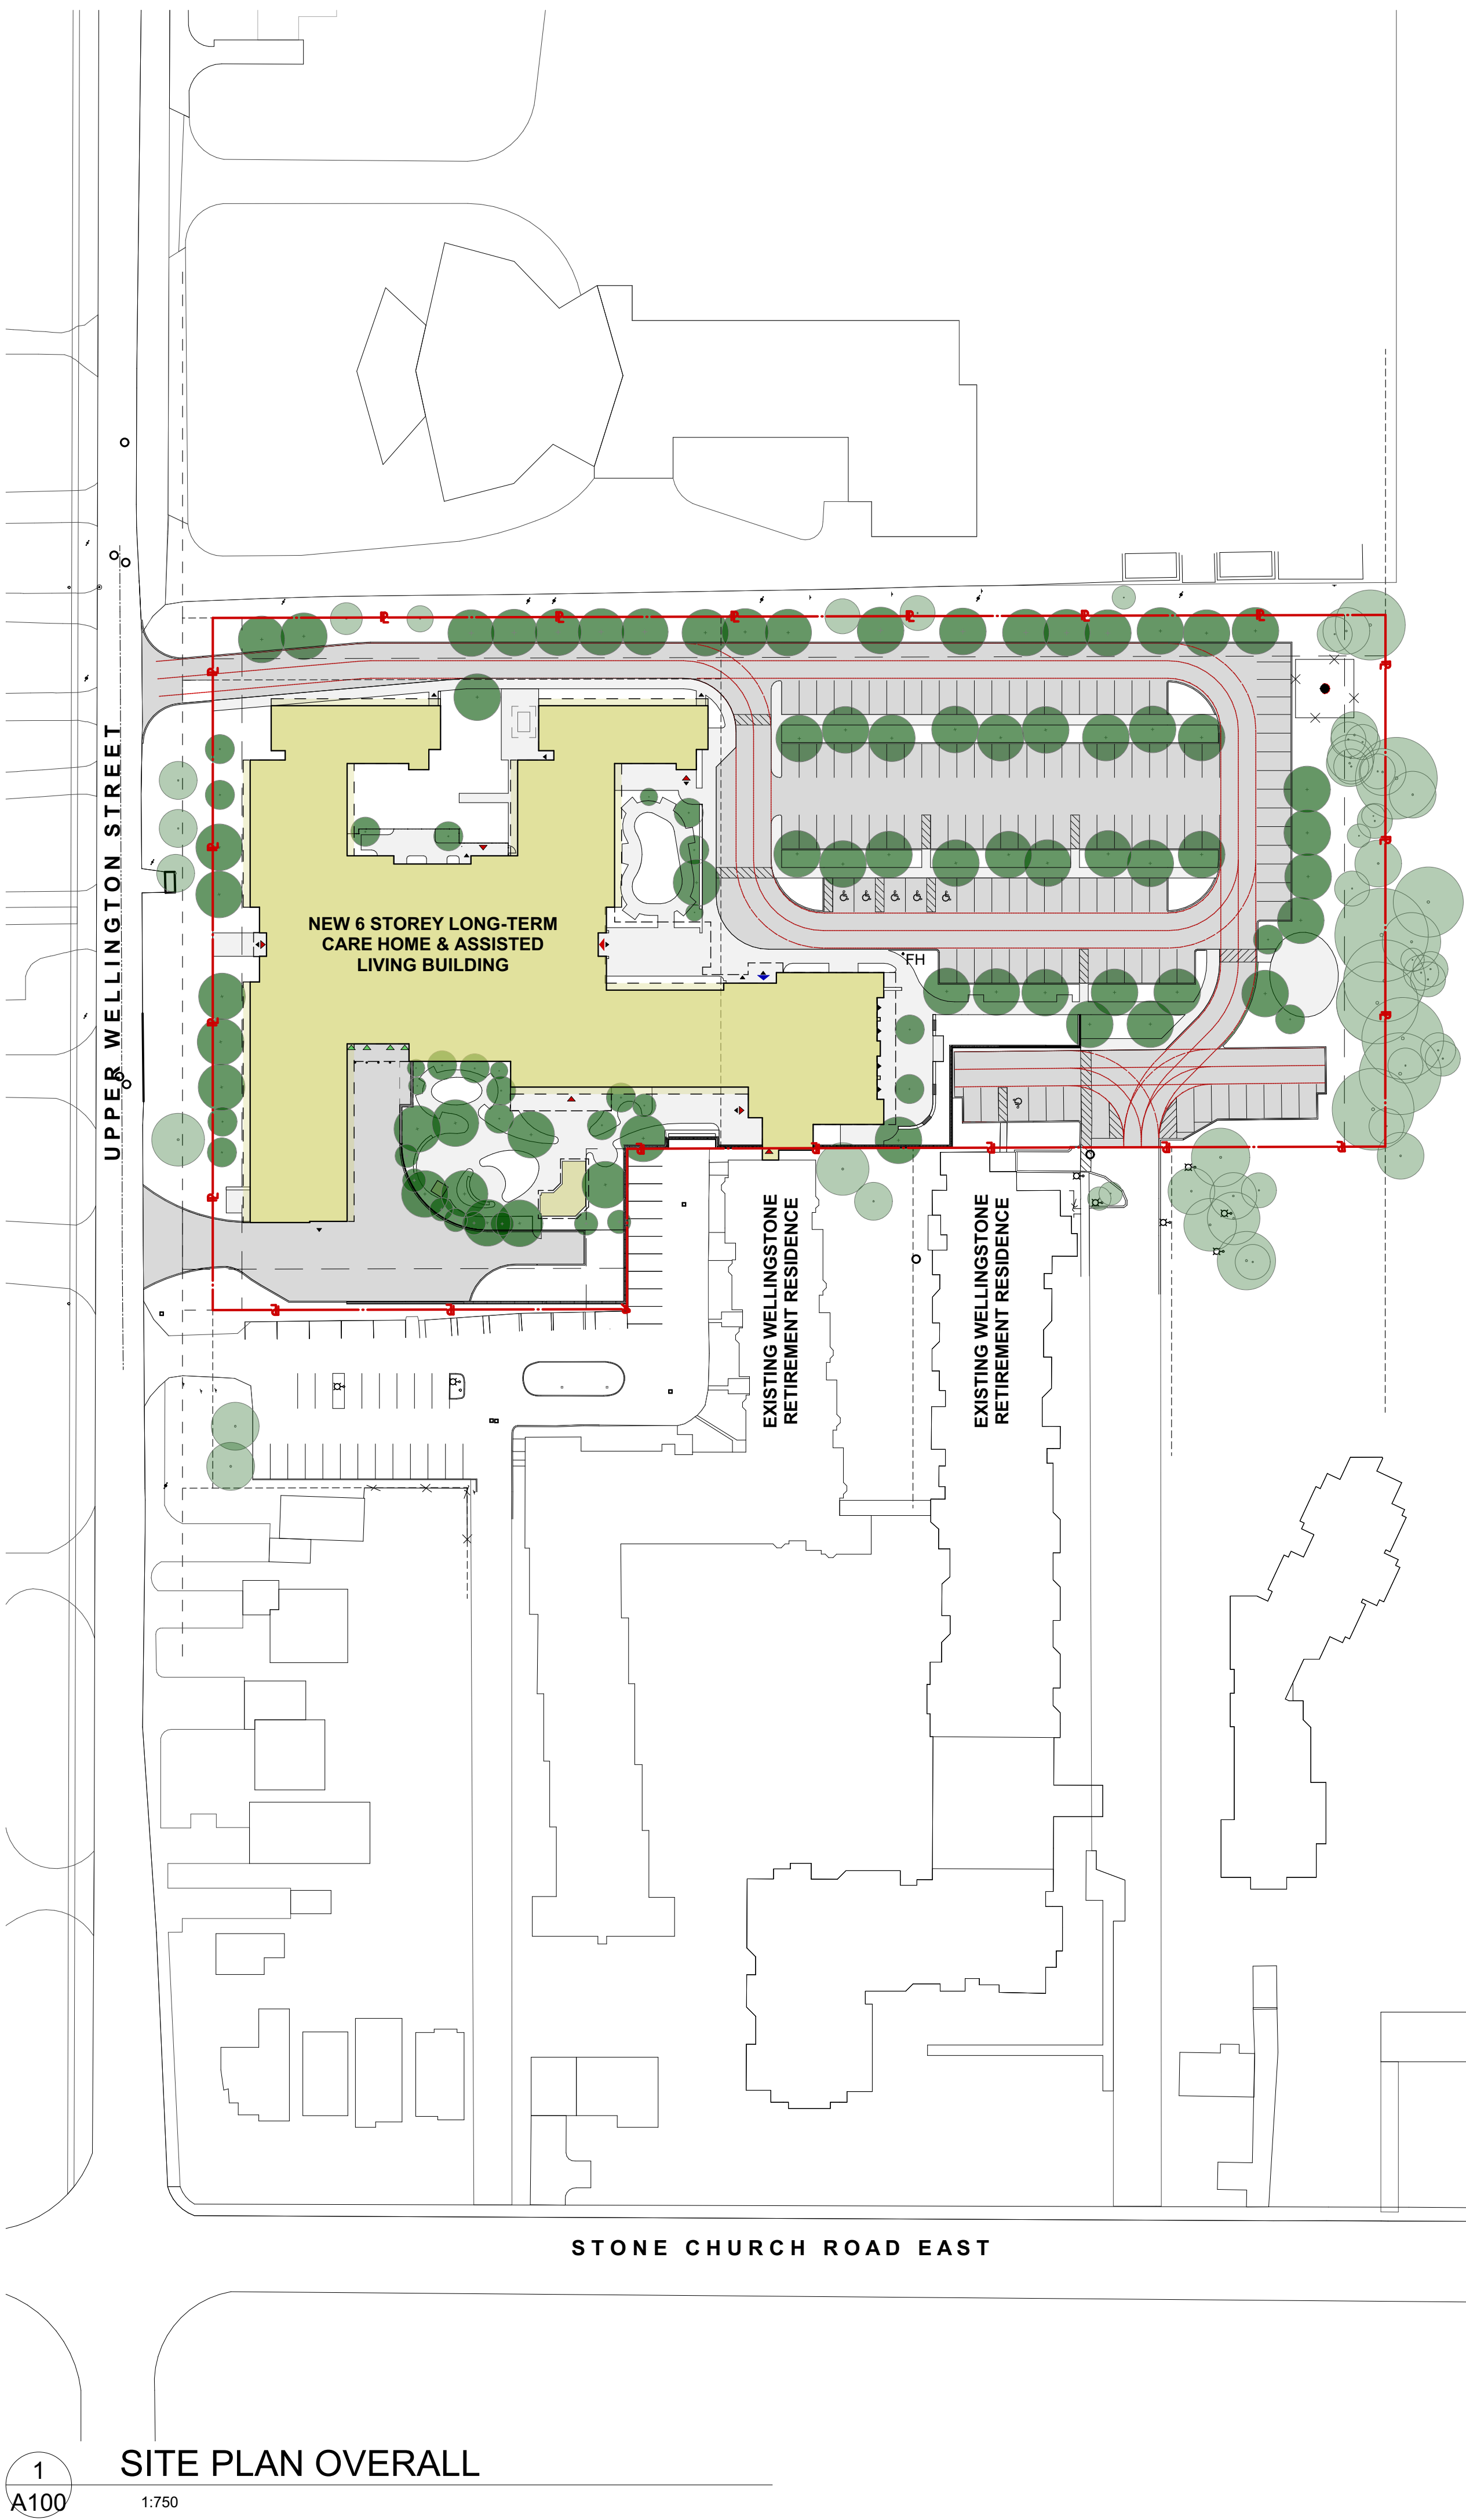 UPPER WELLINGTON STREET
NEW 6 STOREY LONG-TERM
CARE HOME & ASSISTED
LIVING BUILDING
FH
EXISTING WELLINGSTONE
RETIREMENT RESIDENCE
EXISTING WELLINGSTONE
RETIREMENT RESIDENCE
STONE CHURCH ROAD EAST
1
A100
SITE PLAN OVERALL
1:750